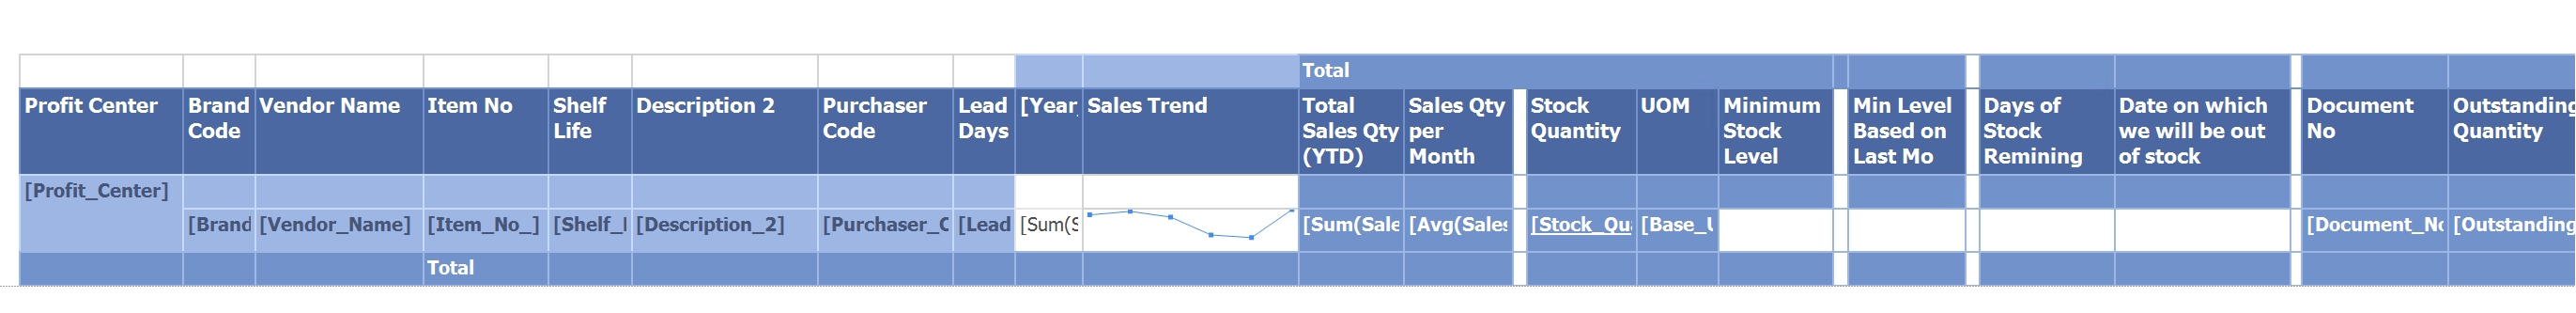 Total
Profit Center
Brand
Code
Vendor Name
Item No
Shelf
Life
Description 2
Purchaser
Code
Lead
Days
[Year
Sales Trend
Total
Sales Qty
(YTD)
Sales Qty
per
Month
Stock
Quantity
UOM
Minimum
Stock
Level
Min Level
Based on
Last Mo
Days of
Stock
Remining
Date on which
we will be out
of stock
Document
No
Outstanding
Quantity
[Profit_Center]
[Brand [Vendor_Name] [Item_No_] [Shelf_ [Description_2] [Purchaser_C [Lead [Sum(S [Sum(Sale [Avg(Sales [Stock_Qu [Base_U [Document_No [Outstanding
Total